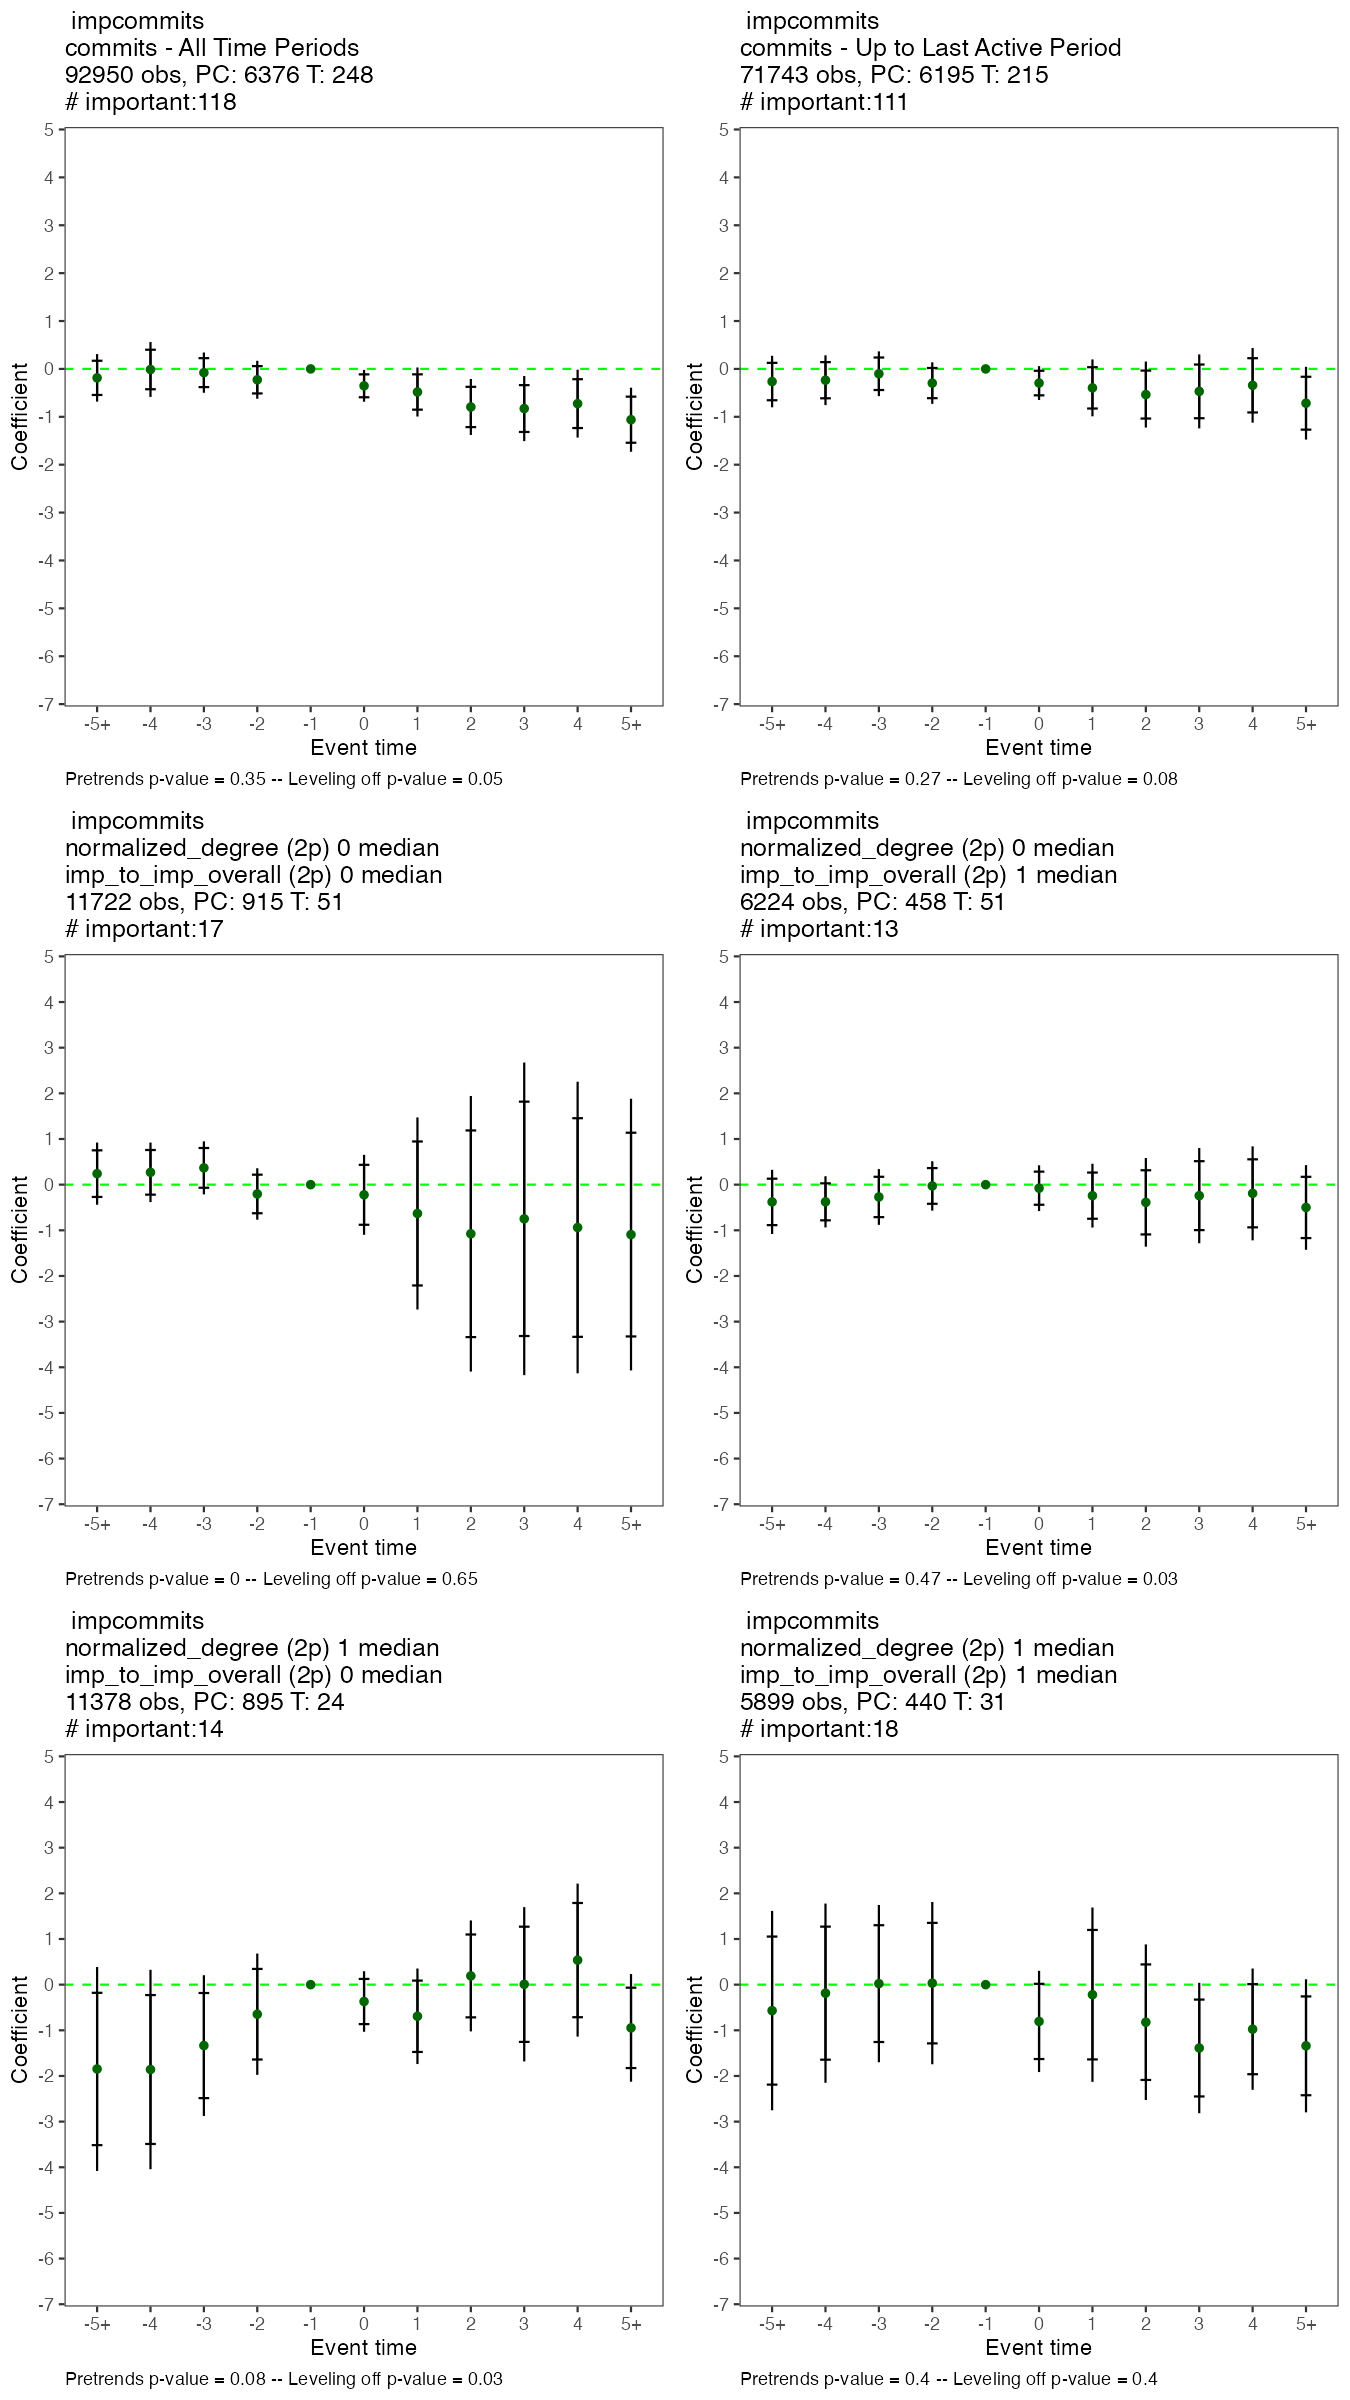 impcommits
commits - All Time Periods
92950 obs, PC: 6376 T: 248
# important:118
5
4
3
2
1
0
-1
-2
-3
-4
-5
-6
-7
Coefficient
-5+ -4 -3 -2 -1 0 1 2 3 4 5+
Event time
Pretrends p-value = 0.35 -- Leveling off p-value = 0.05
impcommits
commits - Up to Last Active Period
71743 obs, PC: 6195 T: 215
# important:111
5
4
3
2
1
0
-1
-2
-3
-4
-5
-6
-7
Coefficient
-5+ -4 -3 -2 -1 0 1 2 3 4 5+
Event time
Pretrends p-value = 0.27 -- Leveling off p-value = 0.08
impcommits
normalized_degree (2p) 0 median
imp_to_imp_overall (2p) 0 median
11722 obs, PC: 915 T: 51
# important:17
5
4
3
2
1
0
-1
-2
-3
-4
-5
-6
-7
Coefficient
-5+ -4 -3 -2 -1 0 1 2 3 4 5+
Event time
Pretrends p-value = 0 -- Leveling off p-value = 0.65
impcommits
normalized_degree (2p) 0 median
imp_to_imp_overall (2p) 1 median
6224 obs, PC: 458 T: 51
# important:13
5
4
3
2
1
0
-1
-2
-3
-4
-5
-6
-7
Coefficient
-5+ -4 -3 -2 -1 0 1 2 3 4 5+
Event time
Pretrends p-value = 0.47 -- Leveling off p-value = 0.03
impcommits
normalized_degree (2p) 1 median
imp_to_imp_overall (2p) 0 median
11378 obs, PC: 895 T: 24
# important:14
5
4
3
2
1
0
-1
-2
-3
-4
-5
-6
-7
Coefficient
-5+ -4 -3 -2 -1 0 1 2 3 4 5+
Event time
Pretrends p-value = 0.08 -- Leveling off p-value = 0.03
impcommits
normalized_degree (2p) 1 median
imp_to_imp_overall (2p) 1 median
5899 obs, PC: 440 T: 31
# important:18
5
4
3
2
1
0
-1
-2
-3
-4
-5
-6
-7
Coefficient
-5+ -4 -3 -2 -1 0 1 2 3 4 5+
Event time
Pretrends p-value = 0.4 -- Leveling off p-value = 0.4